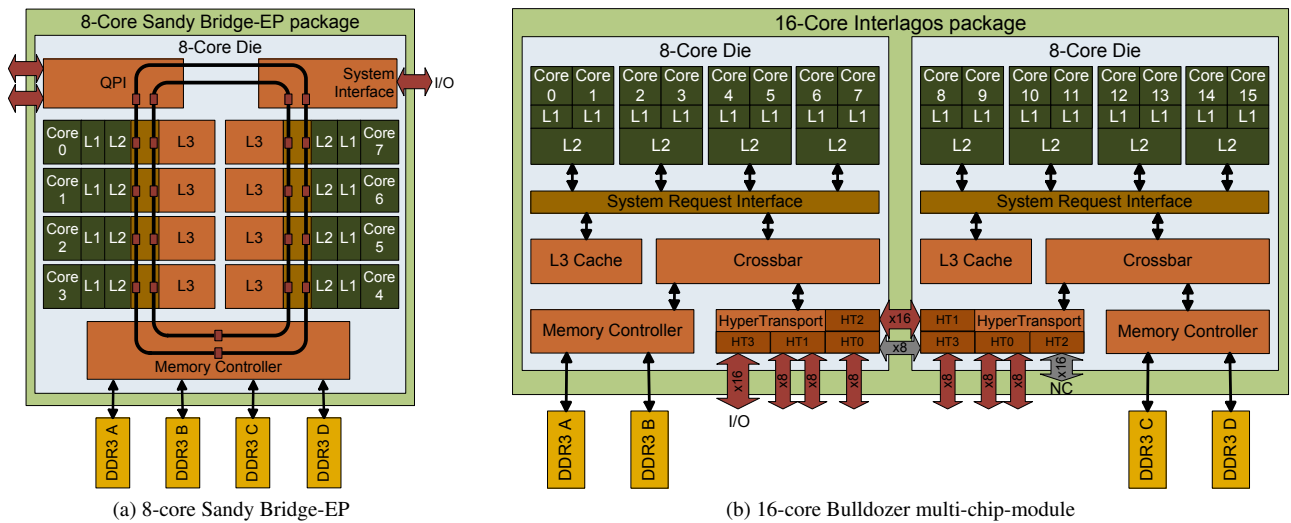 8-Core Sandy Bridge-EP package
8-Core Die
QPI
System
Interface
I/O
Core
0
L1
L2
L3
L3
L2
L1
Core
7
Core
1
L1
L2
L3
L3
L2
L1
Core
6
Core
2
L1
L2
L3
L3
L2
L1
Core
5
Core
3
L1
L2
L3
L3
L2
L1
Core
4
Memory Controller
DDR3 A
DDR3 B
DDR3 C
DDR3 D
(a) 8-core Sandy Bridge-EP
16-Core Interlagos package
8-Core Die
Core Core Core Core Core Core Core Core
0 1 2 3 4 5 6 7
L1 L1 L1 L1 L1 L1 L1 L1
L2 L2 L2 L2
System Request Interface
L3 Cache
Crossbar
Memory Controller
HyperTransport
HT2
HT3
HT1
HT0
x16
x8
x16
x8
x8
x8
I/O
DDR3 A
DDR3 B
8-Core Die
Core Core Core Core Core Core Core Core
8 9 10 11 12 13 14 15
L1 L1 L1 L1 L1 L1 L1 L1
L2 L2 L2 L2
System Request Interface
L3 Cache
Crossbar
HT1
HyperTransport
HT3
HT0
HT2
Memory Controller
x8
x8
x8
x16
NC
DDR3 C
DDR3 D
(b) 16-core Bulldozer multi-chip-module